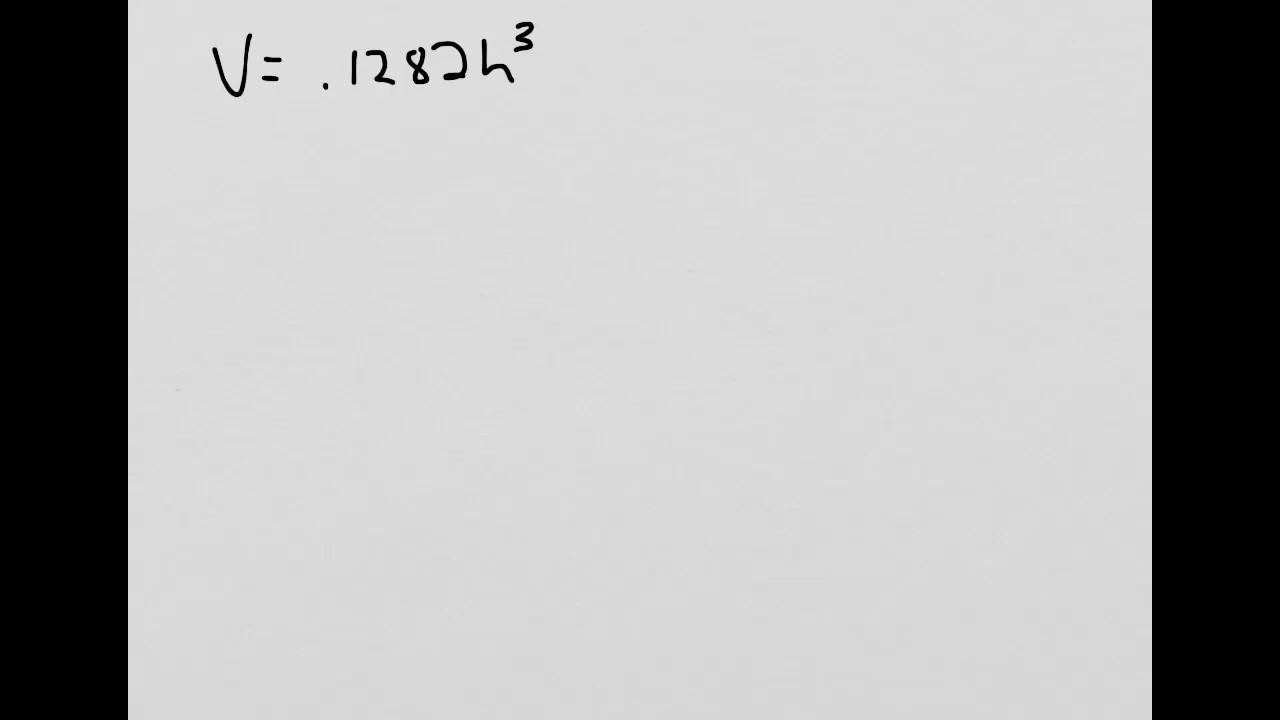 V = .1282h³